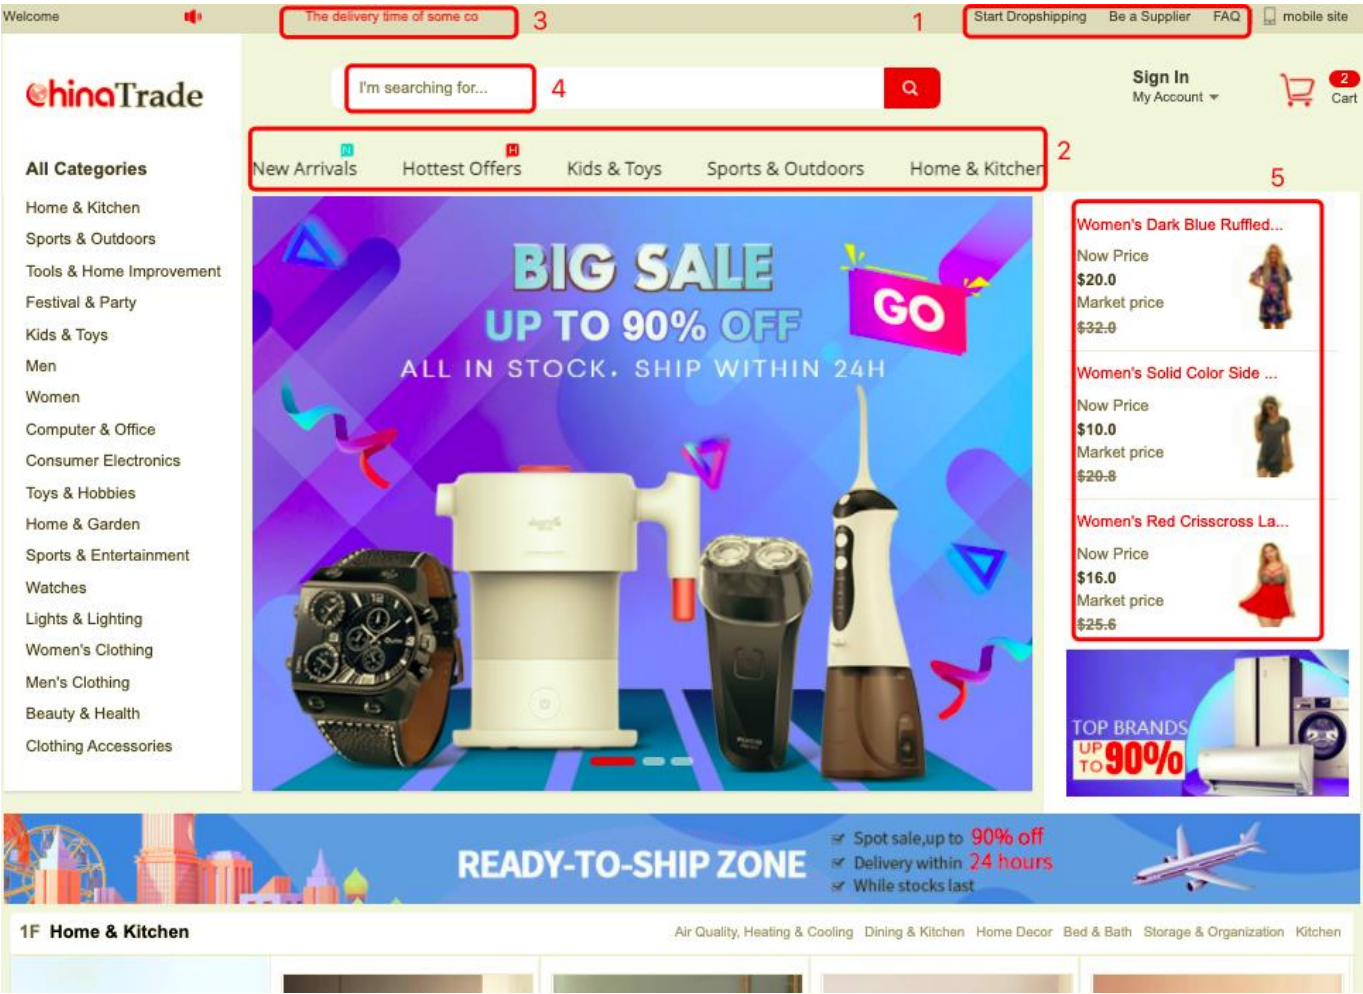 Welcome
The delivery time of some co
3
1
Start Dropshipping
Be a Supplier
FAQ
mobile site
ChinaTrade
I'm searching for...
4
Sign In
My Account
2
Cart
2
New Arrivals
N
Hottest Offers
H
Kids & Toys
Sports & Outdoors
Home & Kitchen
All Categories
Home & Kitchen
Sports & Outdoors
Tools & Home Improvement
Festival & Party
Kids & Toys
Men
Women
Computer & Office
Consumer Electronics
Toys & Hobbies
Home & Garden
Sports & Entertainment
Watches
Lights & Lighting
Women's Clothing
Men's Clothing
Beauty & Health
Clothing Accessories
BIG SALE
UP TO 90% OFF
ALL IN STOCK. SHIP WITHIN 24H
GO
5
Women's Dark Blue Ruffled...
Now Price
$20.0
Market price
$32.0
Women's Solid Color Side ...
Now Price
$10.0
Market price
$20.8
Women's Red Crisscross La...
Now Price
$16.0
Market price
$25.6
TOP BRANDS
UP TO 90%
READY-TO-SHIP ZONE
Spot sale,up to 90% off
Delivery within 24 hours
While stocks last
1F Home & Kitchen
Air Quality, Heating & Cooling Dining & Kitchen Home Decor Bed & Bath Storage & Organization Kitchen